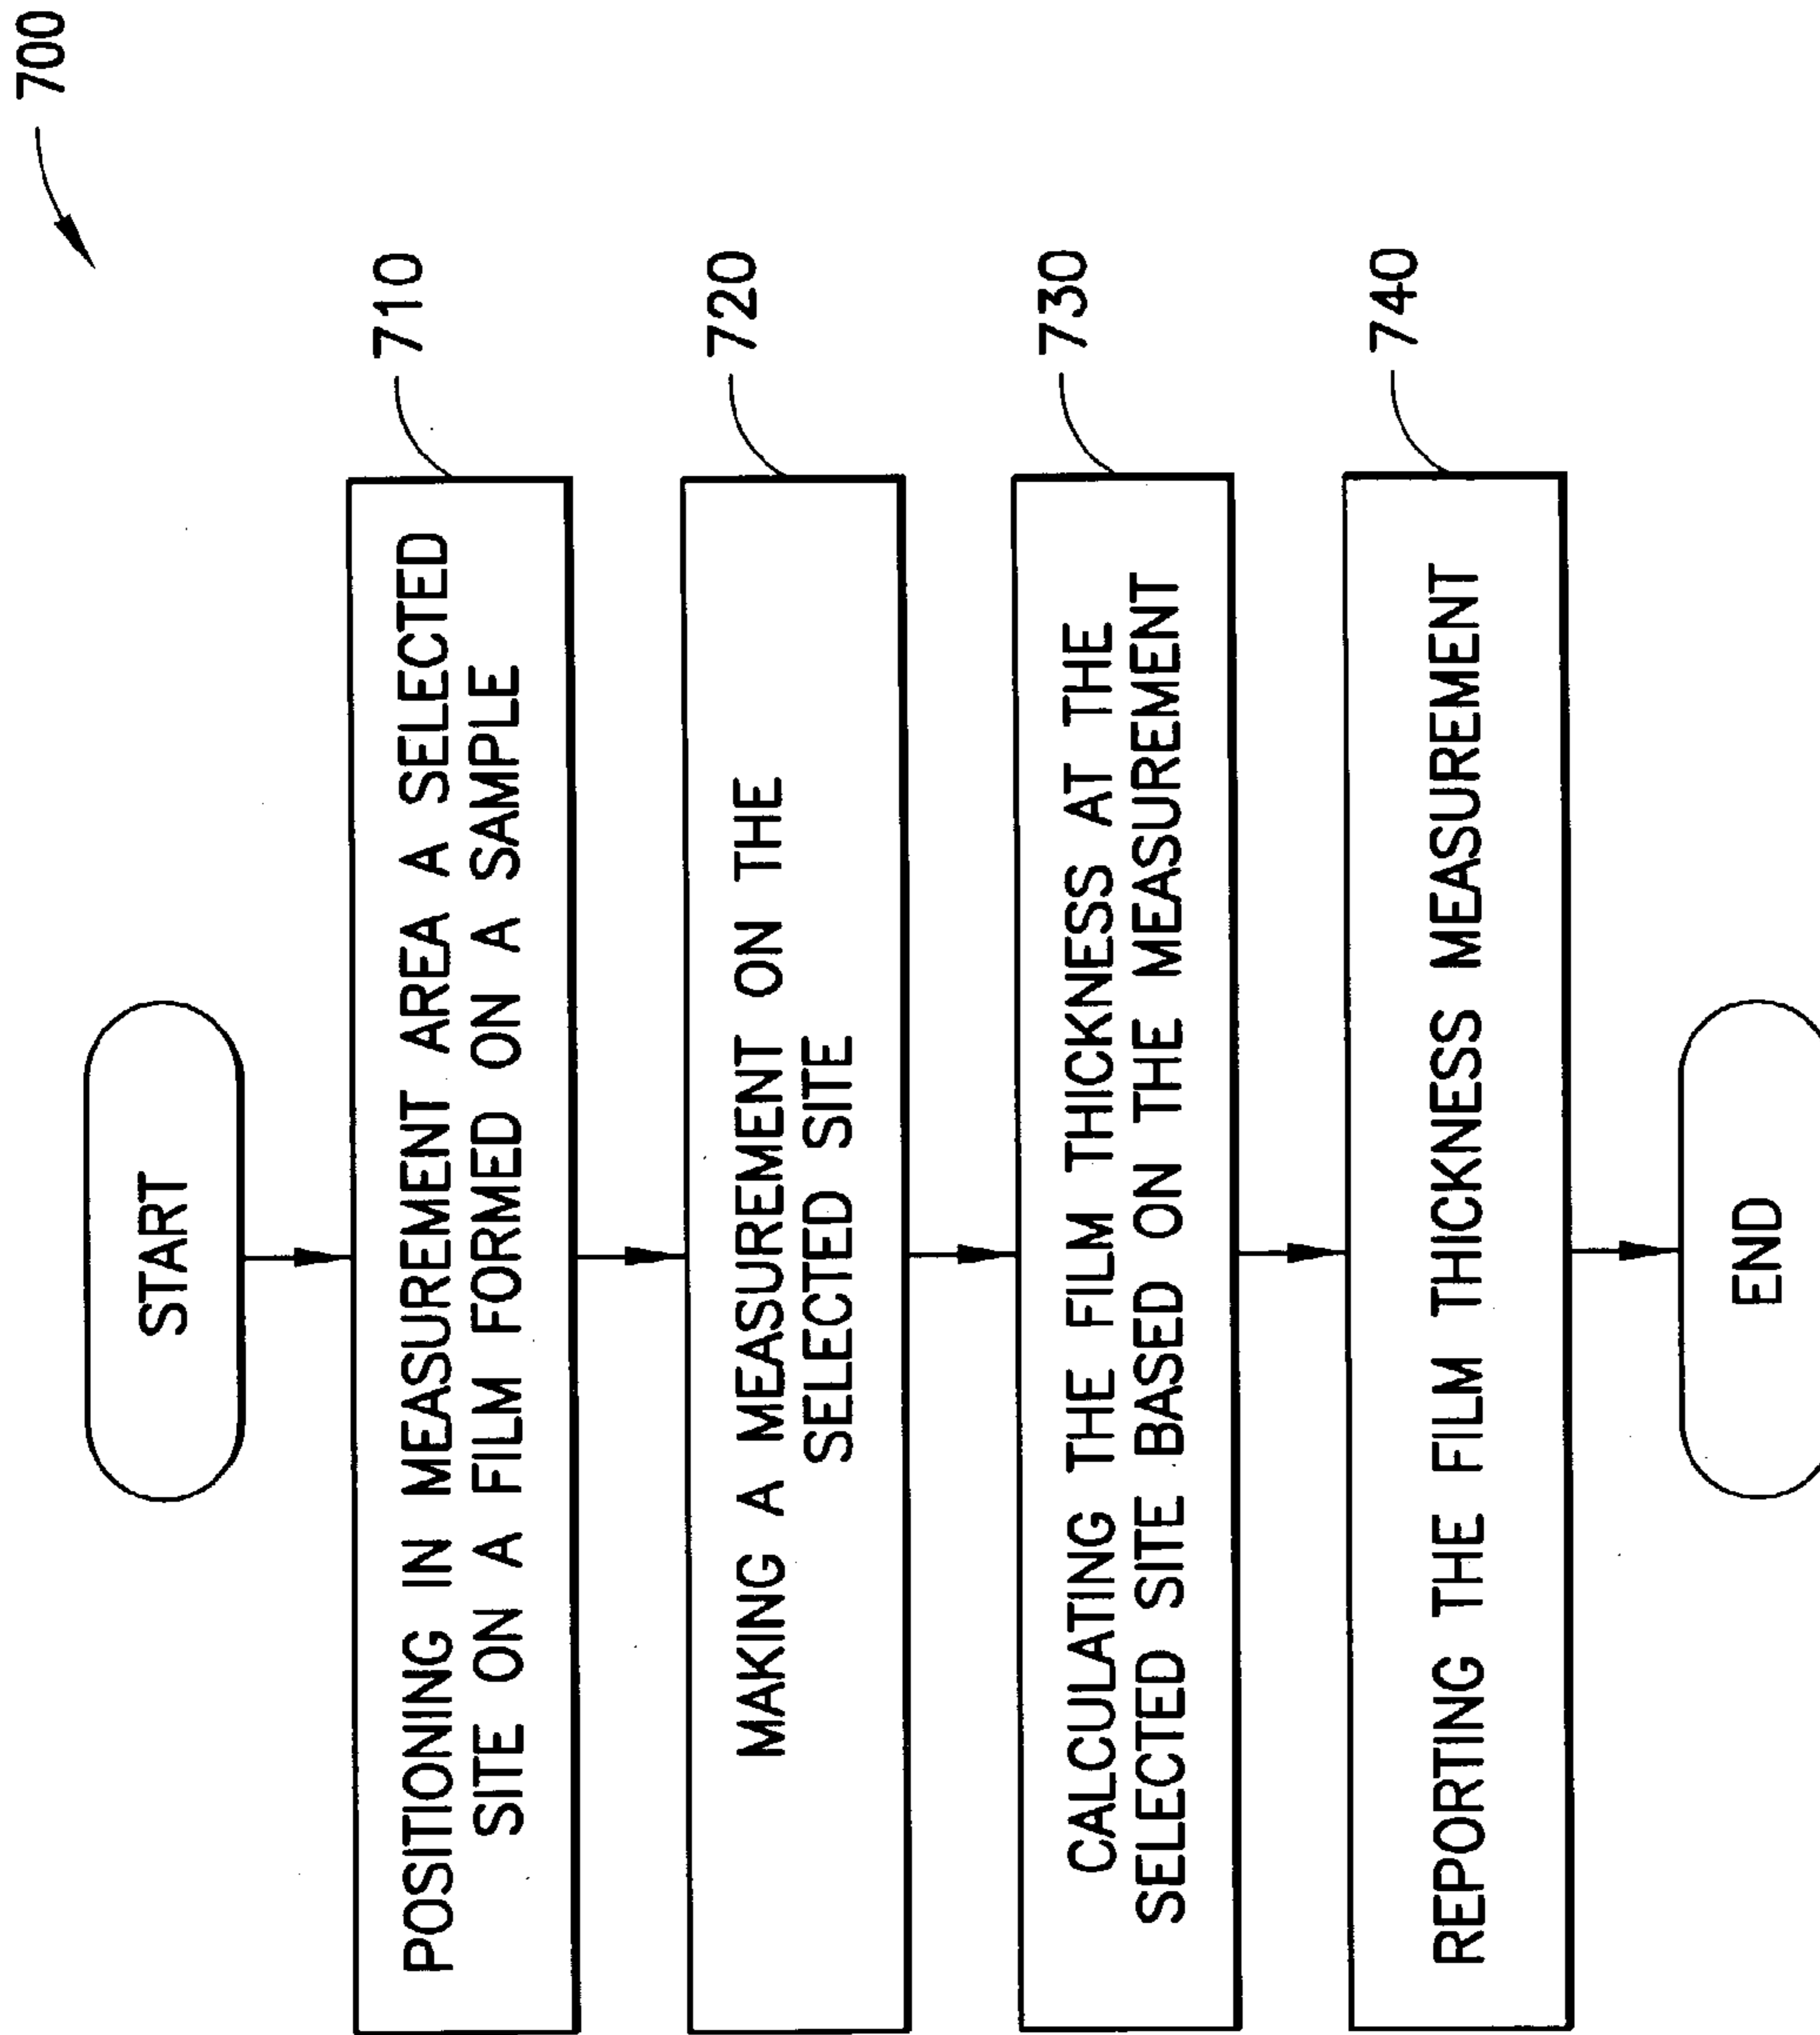 700
START
POSITIONING IN MEASUREMENT AREA A SELECTED
SITE ON A FILM FORMED ON A SAMPLE
710
MAKING A MEASUREMENT ON THE
SELECTED SITE
720
CALCULATING THE FILM THICKNESS AT THE
SELECTED SITE BASED ON THE MEASUREMENT
730
REPORTING THE FILM THICKNESS MEASUREMENT
740
END